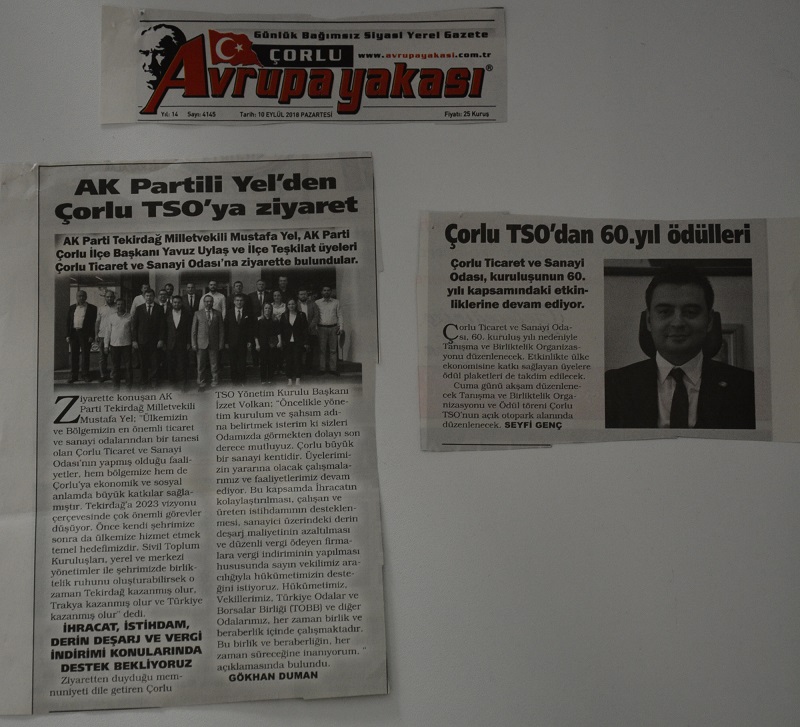 Günlük Bağımsız Siyasi Yerel Gazete
ÇORLU
www.avrupayakasi.com.tr
Avrupa yakası®
Yıl: 14 Sayı: 4145 Tarih: 10 EYLÜL 2018 PAZARTESİ Fiyatı: 25 Kuruş
AK Partili Yel'den
Çorlu TSO'ya ziyaret
AK Parti Tekirdağ Milletvekili Mustafa Yel, AK Parti
Çorlu İlçe Başkanı Yavuz Uylaş ve İlçe Teşkilat üyeleri
Çorlu Ticaret ve Sanayi Odası'na ziyarette bulundular.
Ziyarette konuşan AK
Parti Tekirdağ Milletvekili
Mustafa Yel; "Ülkemizin
ve Bölgemizin en önemli ticaret
ve sanayi odalarından bir tanesi
olan Çorlu Ticaret ve Sanayi
Odası'nın yapmış olduğu faali-
yetler, hem bölgemize hem de
Çorlu'ya ekonomik ve sosyal
anlamda büyük katkılar sağla-
mıştır. Tekirdağ'a 2023 vizyonu
çerçevesinde çok önemli görevler
düşüyor. Önce kendi şehrimize
sonra da ülkemize hizmet etmek
temel hedefimizdir. Sivil Toplum
Kuruluşları, yerel ve merkezi
yönetimler ile şehrimizde birlik-
telik ruhunu oluşturabilirsek o
zaman Tekirdağ kazanmış olur,
Trakya kazanmış olur ve Türkiye
kazanmış olur" dedi.
İHRACAT, İSTİHDAM,
DERİN DEŞARJ VE VERGİ
İNDİRİMİ KONULARINDA
DESTEK BEKLİYORUZ
Ziyaretten duyduğu mem-
nuniyeti dile getiren Çorlu
TSO Yönetim Kurulu Başkanı
İzzet Volkan; "Öncelikle yöne-
tim kurulum ve şahsım adı-
na belirtmek isterim ki sizleri
Odamızda görmekten dolayı son
derece mutluyuz. Çorlu büyük
bir sanayi kentidir. Üyelerimi-
zin yararına olacak çalışmala-
rımız ve faaliyetlerimiz devam
ediyor. Bu kapsamda İhracatın
kolaylaştırılması, çalışan ve
üreten istihdamının desteklen-
mesi, sanayici üzerindeki derin
deşarj maliyetinin azaltılması
ve düzenli vergi ödeyen firma-
lara vergi indiriminin yapılması
hususunda sayın vekilimiz ara-
cılığıyla hükümetimizin deste-
ğini istiyoruz. Hükümetimiz,
Vekillerimiz, Türkiye Odalar ve
Borsalar Birliği (TOBB) ve diğer
Odalarımız, her zaman birlik ve
beraberlik içinde çalışmaktadır.
Bu birlik ve beraberliğin, her
zaman süreceğine inanıyorum. "
açıklamasında bulundu.
GÖKHAN DUMAN
Çorlu TSO'dan 60.yıl ödülleri
Çorlu Ticaret ve Sanayi
Odası, kuruluşunun 60.
yılı kapsamındaki etkin-
liklerine devam ediyor.
Çorlu Ticaret ve Sanayi Oda-
sı, 60. kuruluş yılı nedeniyle
Tanışma ve Birliktelik Organizas-
yonu düzenlenecek. Etkinlikte ülke
ekonomisine katkı sağlayan üyelere
ödül plaketleri de takdim edilecek.
Cuma günü akşam düzenlene-
cek Tanışma ve Birliktelik Orga-
nizasyonu ve Ödül töreni Çorlu
TSO'nun açık otopark alanında
düzenlenecek. SEYFİ GENÇ